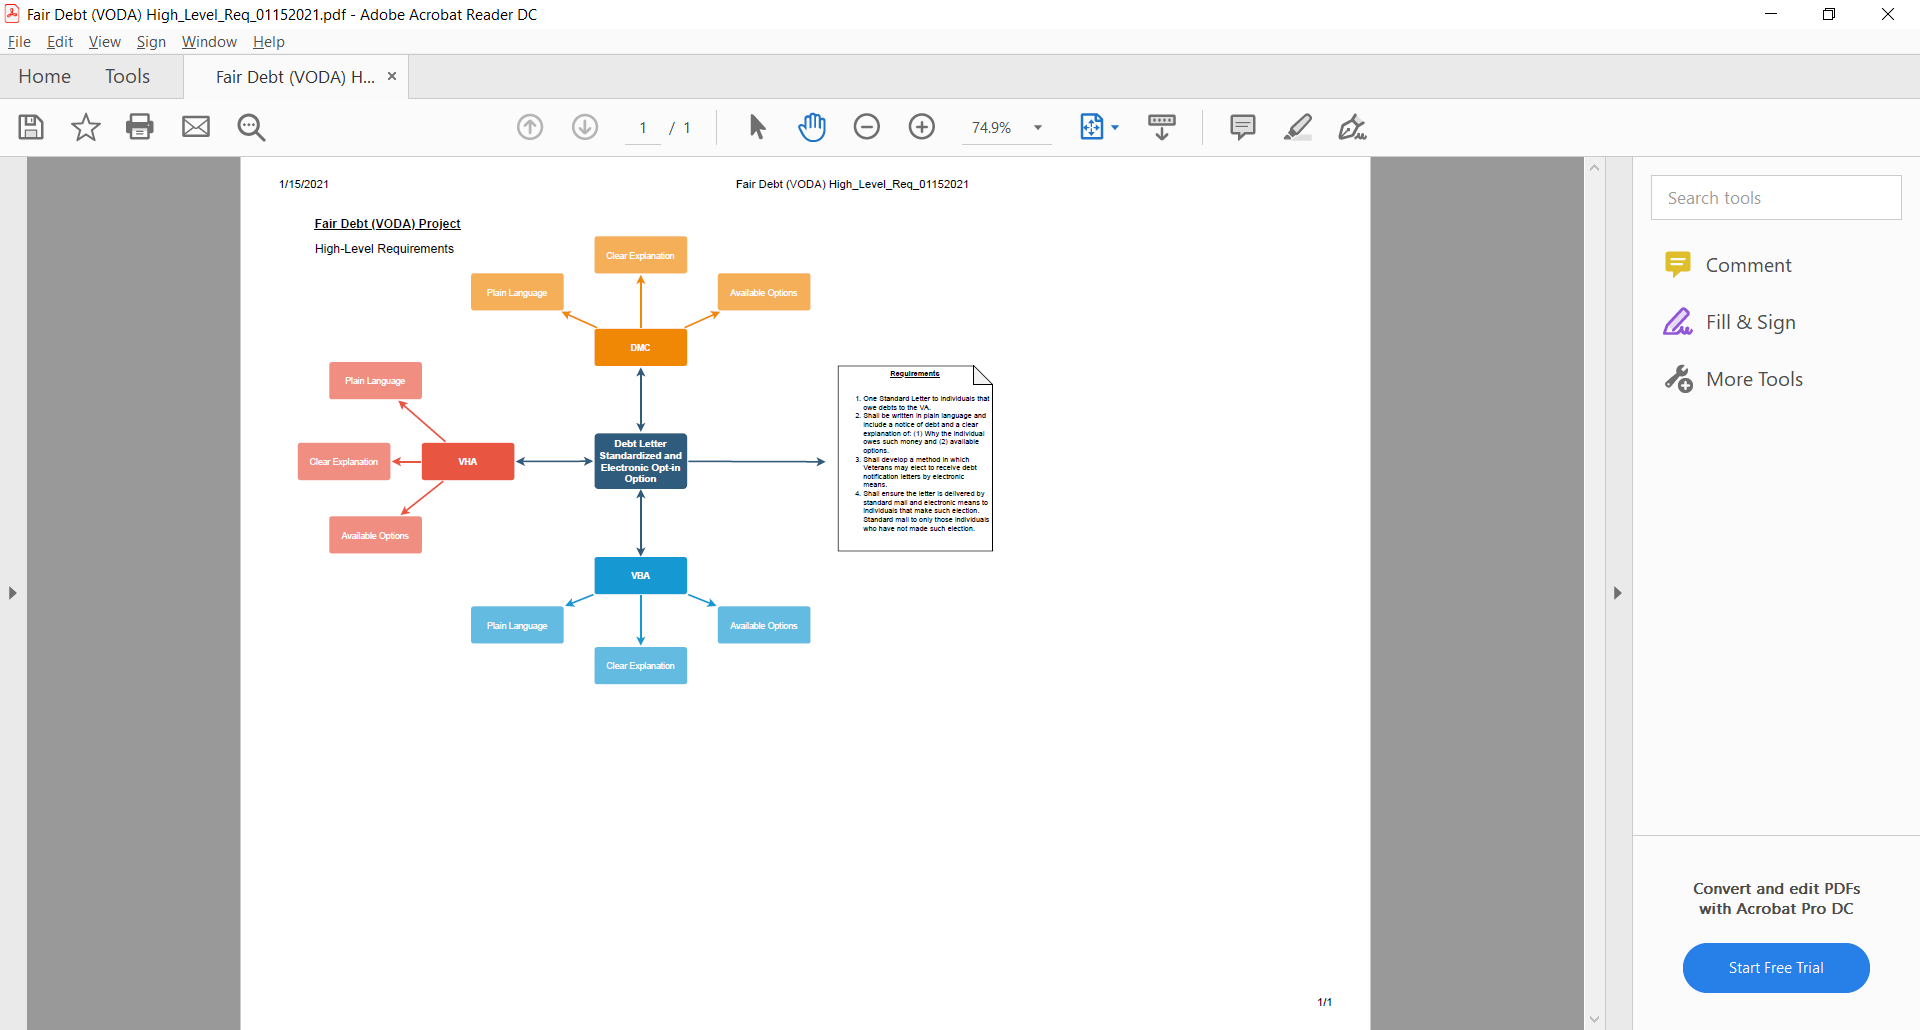 Fair Debt (VODA) High_Level_Req_01152021.pdf - Adobe Acrobat Reader DC
File Edit View Sign Window Help
Home Tools Fair Debt (VODA) H... ×
1 / 1 74.9%
1/15/2021 Fair Debt (VODA) High_Level_Req_01152021
Fair Debt (VODA) Project
High-Level Requirements
Clear Explanation
Plain Language
Available Options
DMC
Plain Language
Clear Explanation
VHA
Available Options
Debt Letter
Standardized and
Electronic Opt-in
Option
VBA
Plain Language
Available Options
Clear Explanation
Requirements
1. One Standard Letter to individuals that
owe debts to the VA.
2. Shall be written in plain language and
include a notice of debt and a clear
explanation of: (1) Why the individual
owes such money and (2) available
options.
3. Shall develop a method in which
Veterans may elect to receive debt
notification letters by electronic
means.
4. Shall ensure the letter is delivered by
standard mail and electronic means to
individuals that make such election.
Standard mail to only those individuals
who have not made such election.
1/1
Search tools
Comment
Fill & Sign
More Tools
Convert and edit PDFs
with Acrobat Pro DC
Start Free Trial